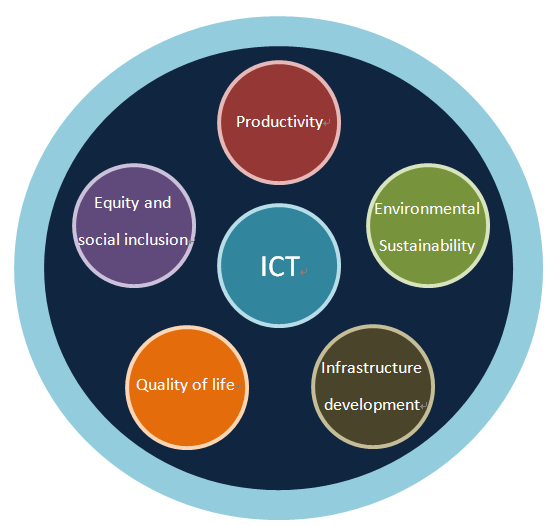 Productivity
Equity and
social inclusion
Environmental
Sustainability
ICT
Quality of life
Infrastructure
development